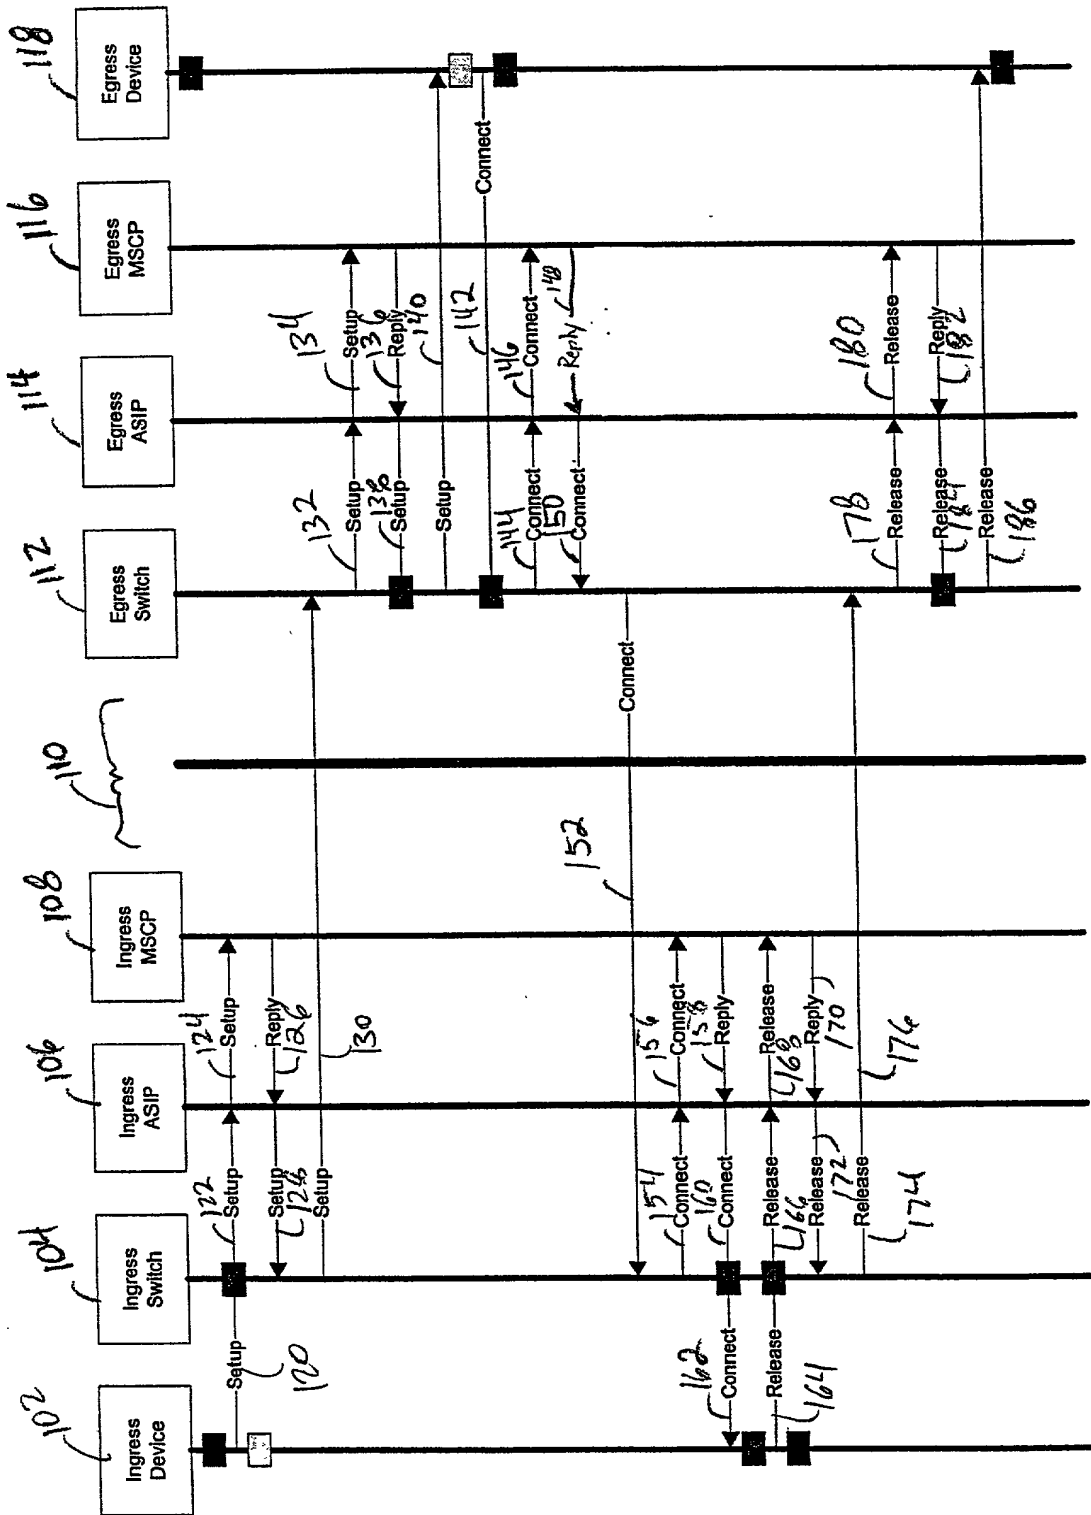 102
104
106
108
110
112
114
116
118
Ingress
Device
Ingress
Switch
Ingress
ASIP
Ingress
MSCP
Egress
Switch
Egress
ASIP
Egress
MSCP
Egress
Device
Setup
120
122
Setup
124
Setup
Reply
126
Setup
128
Setup
130
132
Setup
134
Setup
136
Reply
138
Setup
140
Setup
142
Connect
144
Connect
146
Connect
148
Reply
150
Connect
Connect
152
154
Connect
156
Connect
158
Reply
160
Connect
162
Connect
Release
164
Release
166
Release
168
Reply
170
Release
172
Release
174
176
178
Release
180
Release
Reply
182
Release
184
Release
186